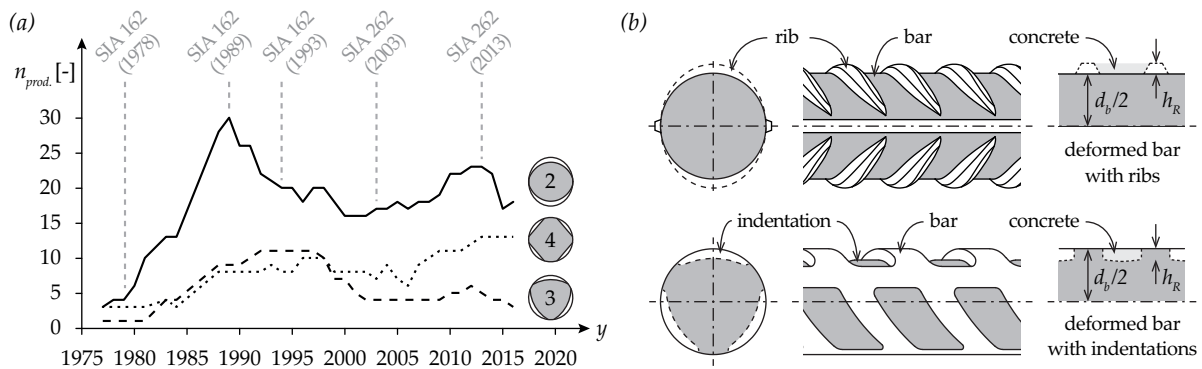 (a)
SIA 162
(1978)
SIA 162
(1989)
SIA 162
(1993)
SIA 262
(2003)
SIA 262
(2013)
n_prod. [-]
30
25
20
15
10
5
0
1975 1980 1985 1990 1995 2000 2005 2010 2015 2020
y
2
4
3
(b)
rib
bar
concrete
d_b/2
h_R
deformed bar
with ribs
indentation
bar
concrete
d_b/2
h_R
deformed bar
with indentations